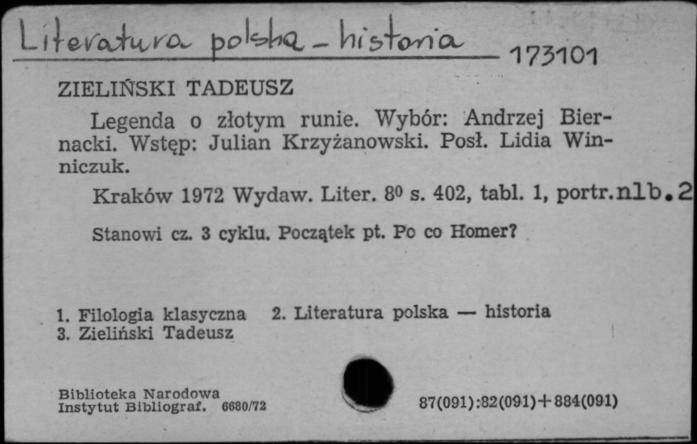 Literatura polska - historia
173101
ZIELIŃSKI TADEUSZ
Legenda o złotym runie. Wybór: Andrzej Bier-
nacki. Wstęp: Julian Krzyżanowski. Posł. Lidia Win-
niczuk.
Kraków 1972 Wydaw. Liter. 8⁰ s. 402, tabl. 1, portr. nlb. 2
Stanowi cz. 3 cyklu. Początek pt. Po co Homer?
1. Filologia klasyczna 2. Literatura polska — historia
3. Zieliński Tadeusz
Biblioteka Narodowa
Instytut Bibliograf. 6680/72
87(091):82(091)+884(091)